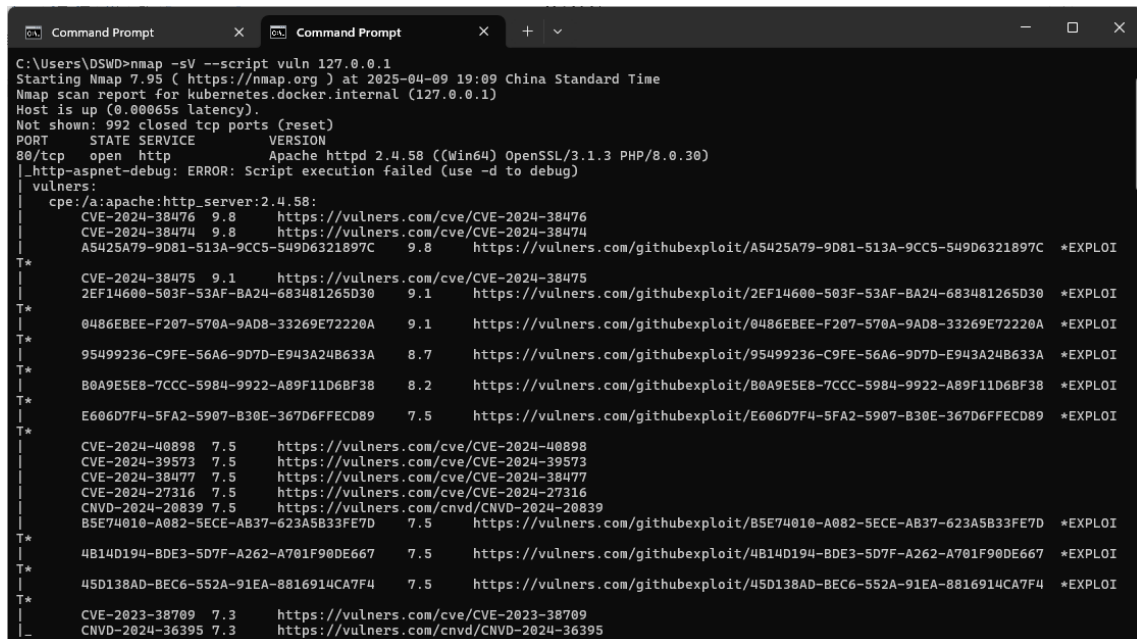 Command Prompt
Command Prompt
C:\Users\DSWD>nmap -sV --script vuln 127.0.0.1
Starting Nmap 7.95 ( https://nmap.org ) at 2025-04-09 19:09 China Standard Time
Nmap scan report for kubernetes.docker.internal (127.0.0.1)
Host is up (0.00065s latency).
Not shown: 992 closed tcp ports (reset)
PORT     STATE SERVICE         VERSION
80/tcp   open  http            Apache httpd 2.4.58 ((Win64) OpenSSL/3.1.3 PHP/8.0.30)
|_http-aspnet-debug: ERROR: Script execution failed (use -d to debug)
| vulners:
|   cpe:/a:apache:http_server:2.4.58:
|       CVE-2024-38476  9.8     https://vulners.com/cve/CVE-2024-38476
|       CVE-2024-38474  9.8     https://vulners.com/cve/CVE-2024-38474
|       A5425A79-9D81-513A-9CC5-549D6321897C    9.8     https://vulners.com/githubexploit/A5425A79-9D81-513A-9CC5-549D6321897C  *EXPLOI
T*
|       CVE-2024-38475  9.1     https://vulners.com/cve/CVE-2024-38475
|       2EF14600-503F-53AF-BA24-683481265D30    9.1     https://vulners.com/githubexploit/2EF14600-503F-53AF-BA24-683481265D30  *EXPLOI
T*
|       0486EBEE-F207-570A-9AD8-33269E72220A    9.1     https://vulners.com/githubexploit/0486EBEE-F207-570A-9AD8-33269E72220A  *EXPLOI
T*
|       95499236-C9FE-56A6-9D7D-E943A24B633A    8.7     https://vulners.com/githubexploit/95499236-C9FE-56A6-9D7D-E943A24B633A  *EXPLOI
T*
|       B0A9E5E8-7CCC-5984-9922-A89F11D6BF38    8.2     https://vulners.com/githubexploit/B0A9E5E8-7CCC-5984-9922-A89F11D6BF38  *EXPLOI
T*
|       E606D7F4-5FA2-5907-B30E-367D6FFECD89    7.5     https://vulners.com/githubexploit/E606D7F4-5FA2-5907-B30E-367D6FFECD89  *EXPLOI
T*
|       CVE-2024-40898  7.5     https://vulners.com/cve/CVE-2024-40898
|       CVE-2024-39573  7.5     https://vulners.com/cve/CVE-2024-39573
|       CVE-2024-38477  7.5     https://vulners.com/cve/CVE-2024-38477
|       CVE-2024-27316  7.5     https://vulners.com/cve/CVE-2024-27316
|       CNVD-2024-20839 7.5     https://vulners.com/cnvd/CNVD-2024-20839
|       B5E74010-A082-5ECE-AB37-623A5B33FE7D    7.5     https://vulners.com/githubexploit/B5E74010-A082-5ECE-AB37-623A5B33FE7D  *EXPLOI
T*
|       4B14D194-BDE3-5D7F-A262-A701F90DE667    7.5     https://vulners.com/githubexploit/4B14D194-BDE3-5D7F-A262-A701F90DE667  *EXPLOI
T*
|       45D138AD-BEC6-552A-91EA-8816914CA7F4    7.5     https://vulners.com/githubexploit/45D138AD-BEC6-552A-91EA-8816914CA7F4  *EXPLOI
T*
|       CVE-2023-38709  7.3     https://vulners.com/cve/CVE-2023-38709
|_      CNVD-2024-36395 7.3     https://vulners.com/cnvd/CNVD-2024-36395